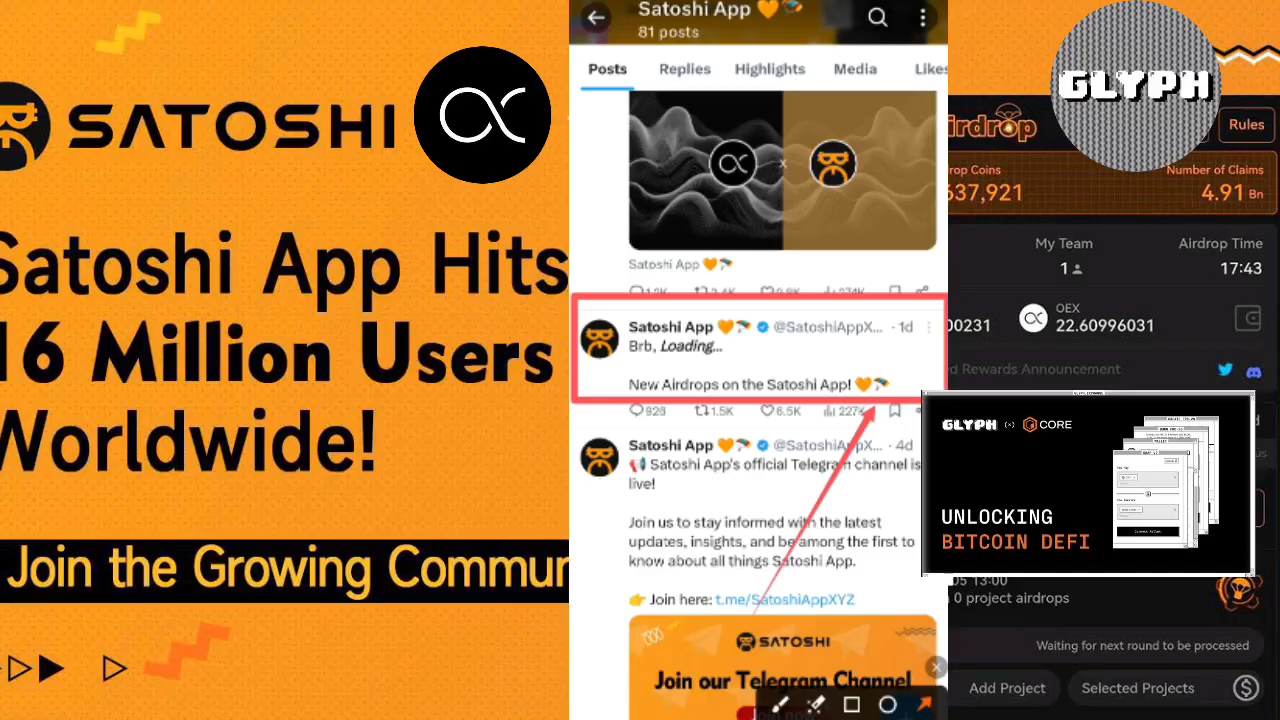 SATOSHI
Satoshi App Hits
16 Million Users
Worldwide!
Join the Growing Commun
Satoshi App 🧡🪂
81 posts
Posts Replies Highlights Media Likes
Satoshi App 🧡🪂
274K
Satoshi App 🧡🪂 @SatoshiAppX... · 1d
Brb, Loading...
New Airdrops on the Satoshi App! 🧡🪂
926 1.5K 6.5K 227K
Satoshi App 🧡🪂 @SatoshiAppX... · 4d
📢 Satoshi App's official Telegram channel is
live!
Join us to stay informed with the latest
updates, insights, and be among the first to
know about all things Satoshi App.
👉 Join here: t.me/SatoshiAppXYZ
SATOSHI
Join our Telegram Channel
GLYPH
irdrop
Rules
rop Coins Number of Claims
637,921 4.91 Bn
My Team Airdrop Time
1 17:43
OEX
00231 22.60996031
d Rewards Announcement
GLYPH (x) CORE
UNLOCKING
BITCOIN DEFI
05 13:00
0 project airdrops
Waiting for next round to be processed
Add Project Selected Projects